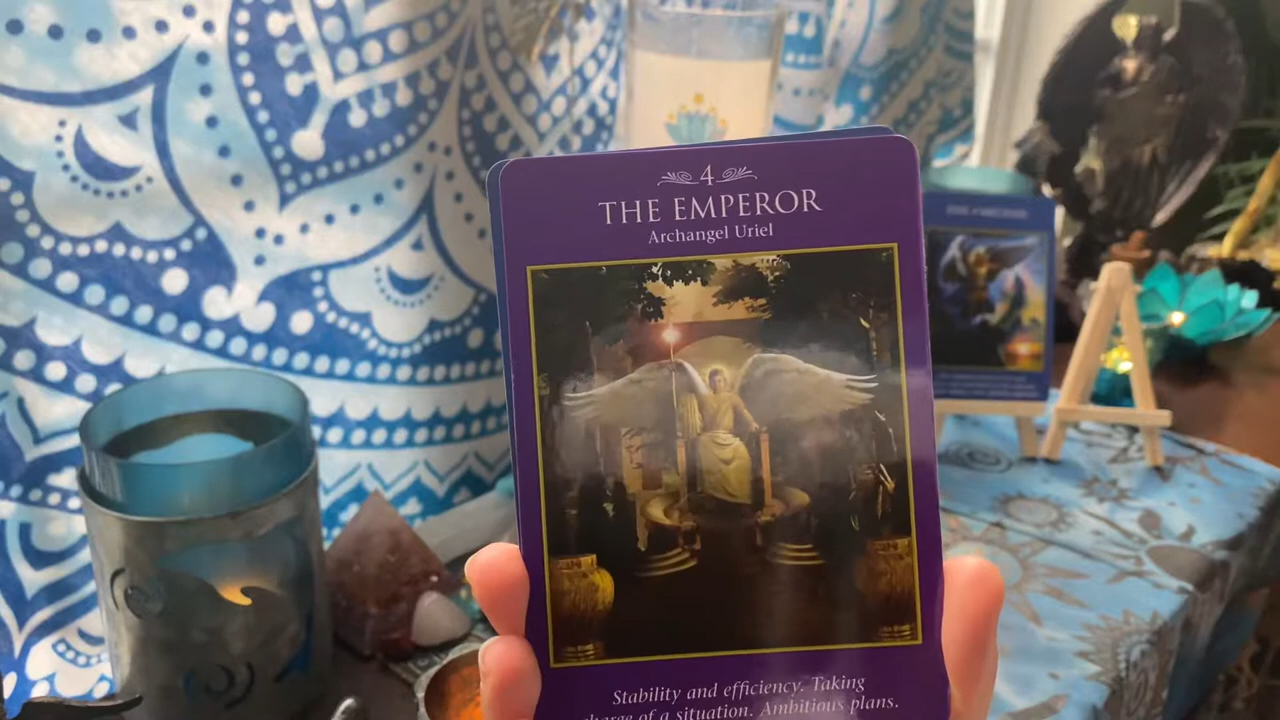 4
THE EMPEROR
Archangel Uriel
Stability and efficiency. Taking
charge of a situation. Ambitious plans.